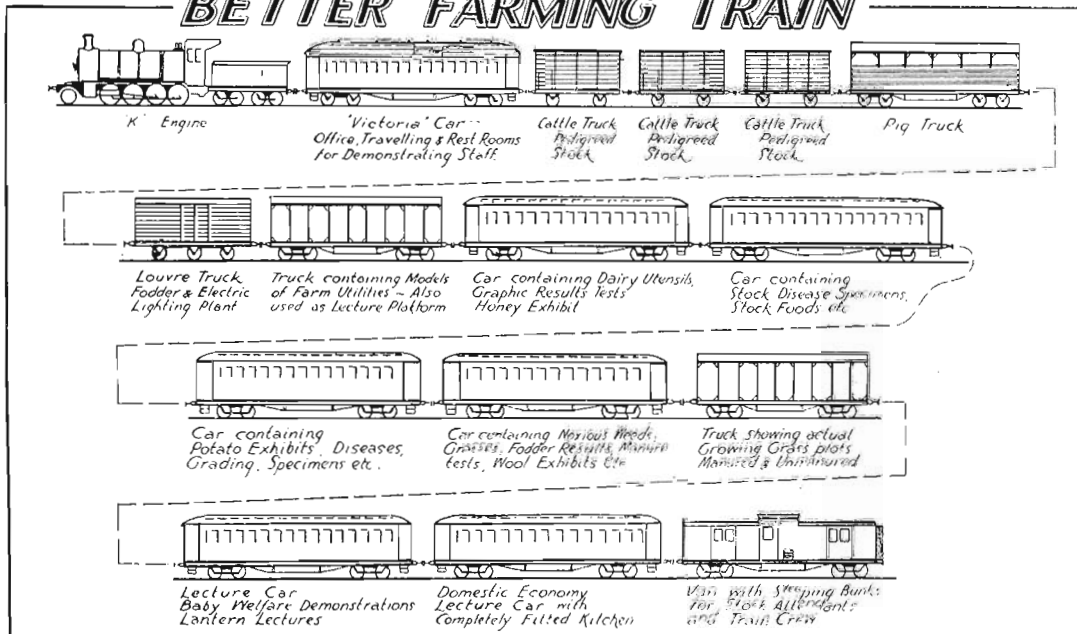 BETTER FARMING TRAIN
'K' Engine
'Victoria' Car --
Office, Travelling & Rest Rooms
for Demonstrating Staff.
Cattle Truck
Pedigreed
Stock
Cattle Truck
Pedigreed
Stock
Cattle Truck
Pedigreed
Stock
Pig Truck
Louvre Truck
Fodder & Electric
Lighting Plant
Truck containing Models
of Farm Utilities - Also
used as Lecture Platform
Car containing Dairy Utensils,
Graphic Results Tests
Honey Exhibit
Car containing
Stock Disease Specimens,
Stock Foods etc
Car containing
Potato Exhibits, Diseases,
Grading, Specimens etc.
Car containing Noxious Weeds,
Grasses, Fodder Results, Manure
tests, Wool Exhibits Etc
Truck showing actual
Growing Grass plots
Manured & Unmanured
Lecture Car
Baby Welfare Demonstrations
Lantern Lectures
Domestic Economy
Lecture Car with
Completely Fitted Kitchen
Van with Sleeping Bunks
for Stock Attendants
and Train Crew